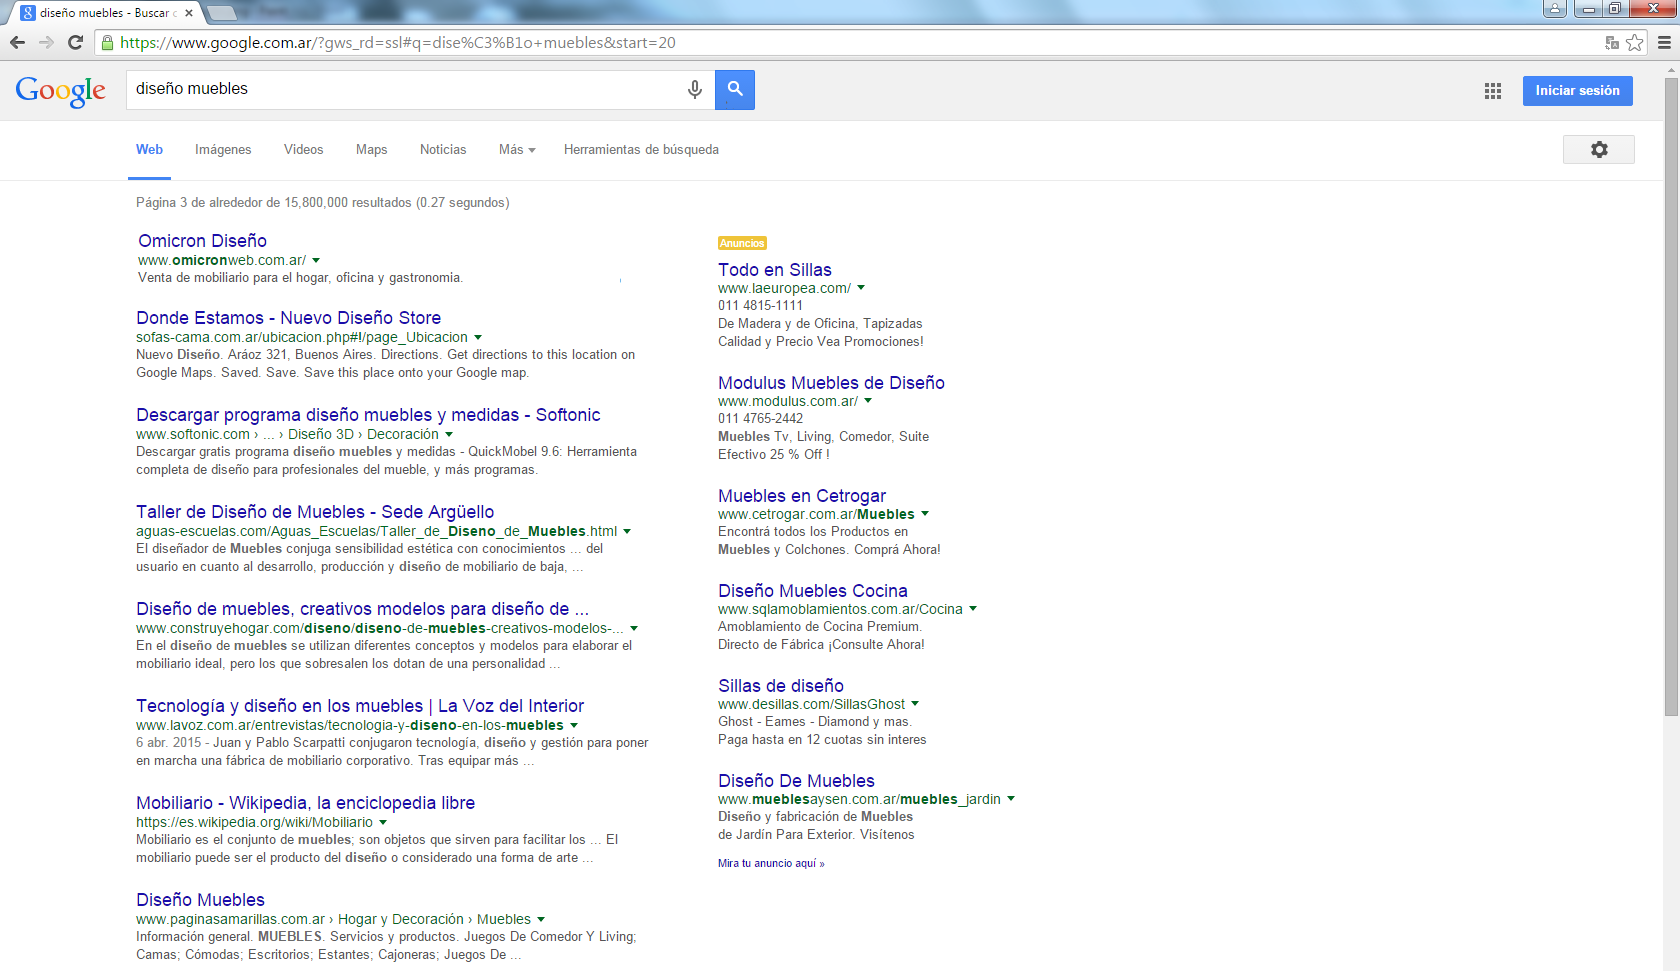 diseño muebles - Buscar c
https://www.google.com.ar/?gws_rd=ssl#q=dise%C3%B1o+muebles&start=20
Google
diseño muebles
Iniciar sesión
Web Imágenes Videos Maps Noticias Más Herramientas de búsqueda
Página 3 de alrededor de 15,800,000 resultados (0.27 segundos)
Omicron Diseño
www.omicronweb.com.ar/
Venta de mobiliario para el hogar, oficina y gastronomia.
Donde Estamos - Nuevo Diseño Store
sofas-cama.com.ar/ubicacion.php#!/page_Ubicacion
Nuevo Diseño. Aráoz 321, Buenos Aires. Directions. Get directions to this location on
Google Maps. Saved. Save. Save this place onto your Google map.
Descargar programa diseño muebles y medidas - Softonic
www.softonic.com › ... › Diseño 3D › Decoración
Descargar gratis programa diseño muebles y medidas - QuickMobel 9.6: Herramienta
completa de diseño para profesionales del mueble, y más programas.
Taller de Diseño de Muebles - Sede Argüello
aguas-escuelas.com/Aguas_Escuelas/Taller_de_Diseno_de_Muebles.html
El diseñador de Muebles conjuga sensibilidad estética con conocimientos ... del
usuario en cuanto al desarrollo, producción y diseño de mobiliario de baja, ...
Diseño de muebles, creativos modelos para diseño de ...
www.construyehogar.com/diseno/diseno-de-muebles-creativos-modelos-...
En el diseño de muebles se utilizan diferentes conceptos y modelos para elaborar el
mobiliario ideal, pero los que sobresalen los dotan de una personalidad ...
Tecnología y diseño en los muebles | La Voz del Interior
www.lavoz.com.ar/entrevistas/tecnologia-y-diseno-en-los-muebles
6 abr. 2015 - Juan y Pablo Scarpatti conjugaron tecnología, diseño y gestión para poner
en marcha una fábrica de mobiliario corporativo. Tras equipar más ...
Mobiliario - Wikipedia, la enciclopedia libre
https://es.wikipedia.org/wiki/Mobiliario
Mobiliario es el conjunto de muebles; son objetos que sirven para facilitar los ... El
mobiliario puede ser el producto del diseño o considerado una forma de arte ...
Diseño Muebles
www.paginasamarillas.com.ar › Hogar y Decoración › Muebles
Información general. MUEBLES. Servicios y productos. Juegos De Comedor Y Living;
Camas; Cómodas; Escritorios; Estantes; Cajoneras; Juegos De ...
Anuncios
Todo en Sillas
www.laeuropea.com/
011 4815-1111
De Madera y de Oficina, Tapizadas
Calidad y Precio Vea Promociones!
Modulus Muebles de Diseño
www.modulus.com.ar/
011 4765-2442
Muebles Tv, Living, Comedor, Suite
Efectivo 25 % Off !
Muebles en Cetrogar
www.cetrogar.com.ar/Muebles
Encontrá todos los Productos en
Muebles y Colchones. Comprá Ahora!
Diseño Muebles Cocina
www.sqlamoblamientos.com.ar/Cocina
Amoblamiento de Cocina Premium.
Directo de Fábrica ¡Consulte Ahora!
Sillas de diseño
www.desillas.com/SillasGhost
Ghost - Eames - Diamond y mas.
Paga hasta en 12 cuotas sin interes
Diseño De Muebles
www.mueblesaysen.com.ar/muebles_jardin
Diseño y fabricación de Muebles
de Jardín Para Exterior. Visítenos
Mira tu anuncio aquí »